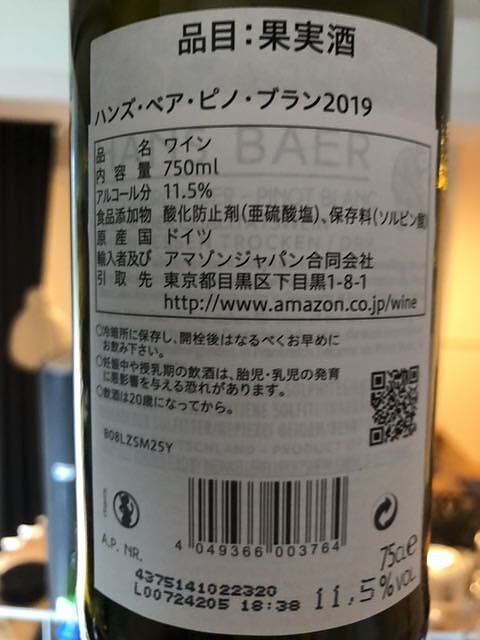 品目:果実酒
ハンズ・ベア・ピノ・ブラン2019
BAER
品 名 ワイン
内 容 量 750ml
アルコール分 11.5%
食品添加物 酸化防止剤(亜硫酸塩)、保存料(ソルビン酸)
原 産 国 ドイツ
輸入者及び アマゾンジャパン合同会社
引 取 先 東京都目黒区下目黒1-8-1
http://www.amazon.co.jp/wine
○冷暗所に保存し、開栓後はなるべくお早めに
お飲み下さい。
○妊娠中や授乳期の飲酒は、胎児・乳児の発育
に悪影響を与える恐れがあります。
○飲酒は20歳になってから。
B08LZSM25Y
4 049366 003764
75cl e
A.P. NR.
4375141022320
L00724205 18:38
11,5%VOL